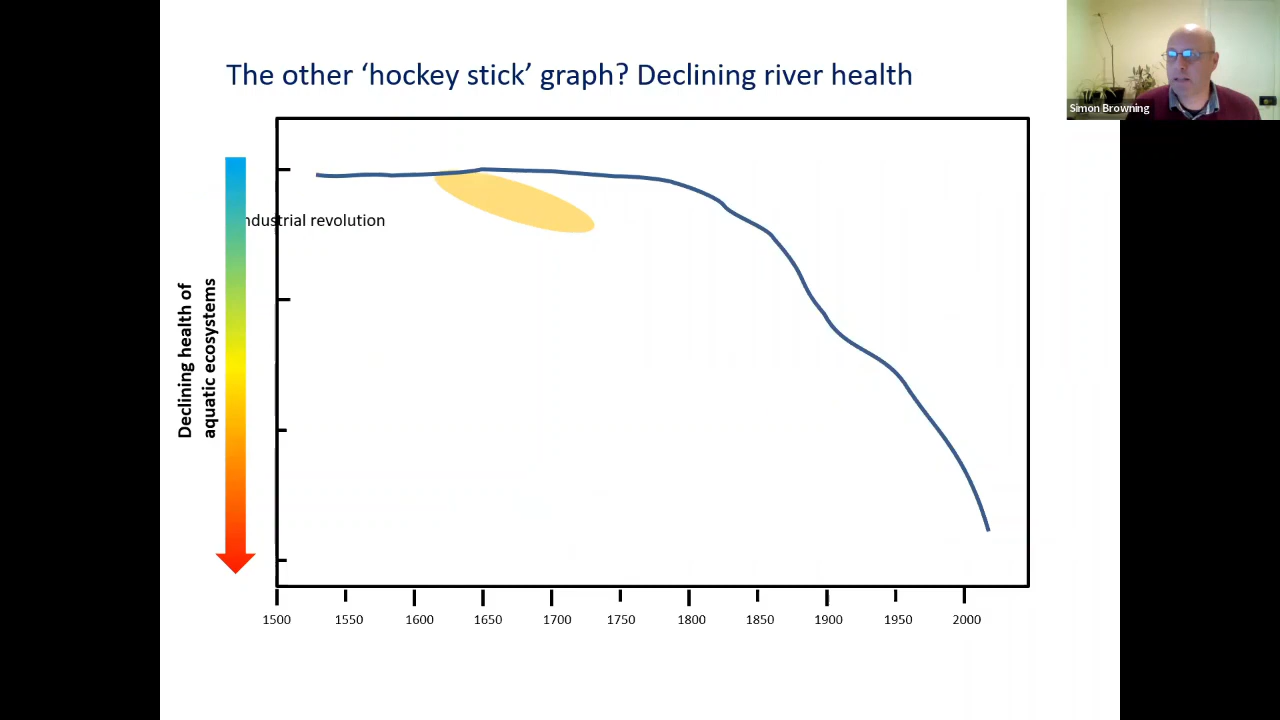 The other ‘hockey stick’ graph? Declining river health
Simon Browning
ndustrial revolution
Declining health of
aquatic ecosystems
1500 1550 1600 1650 1700 1750 1800 1850 1900 1950 2000